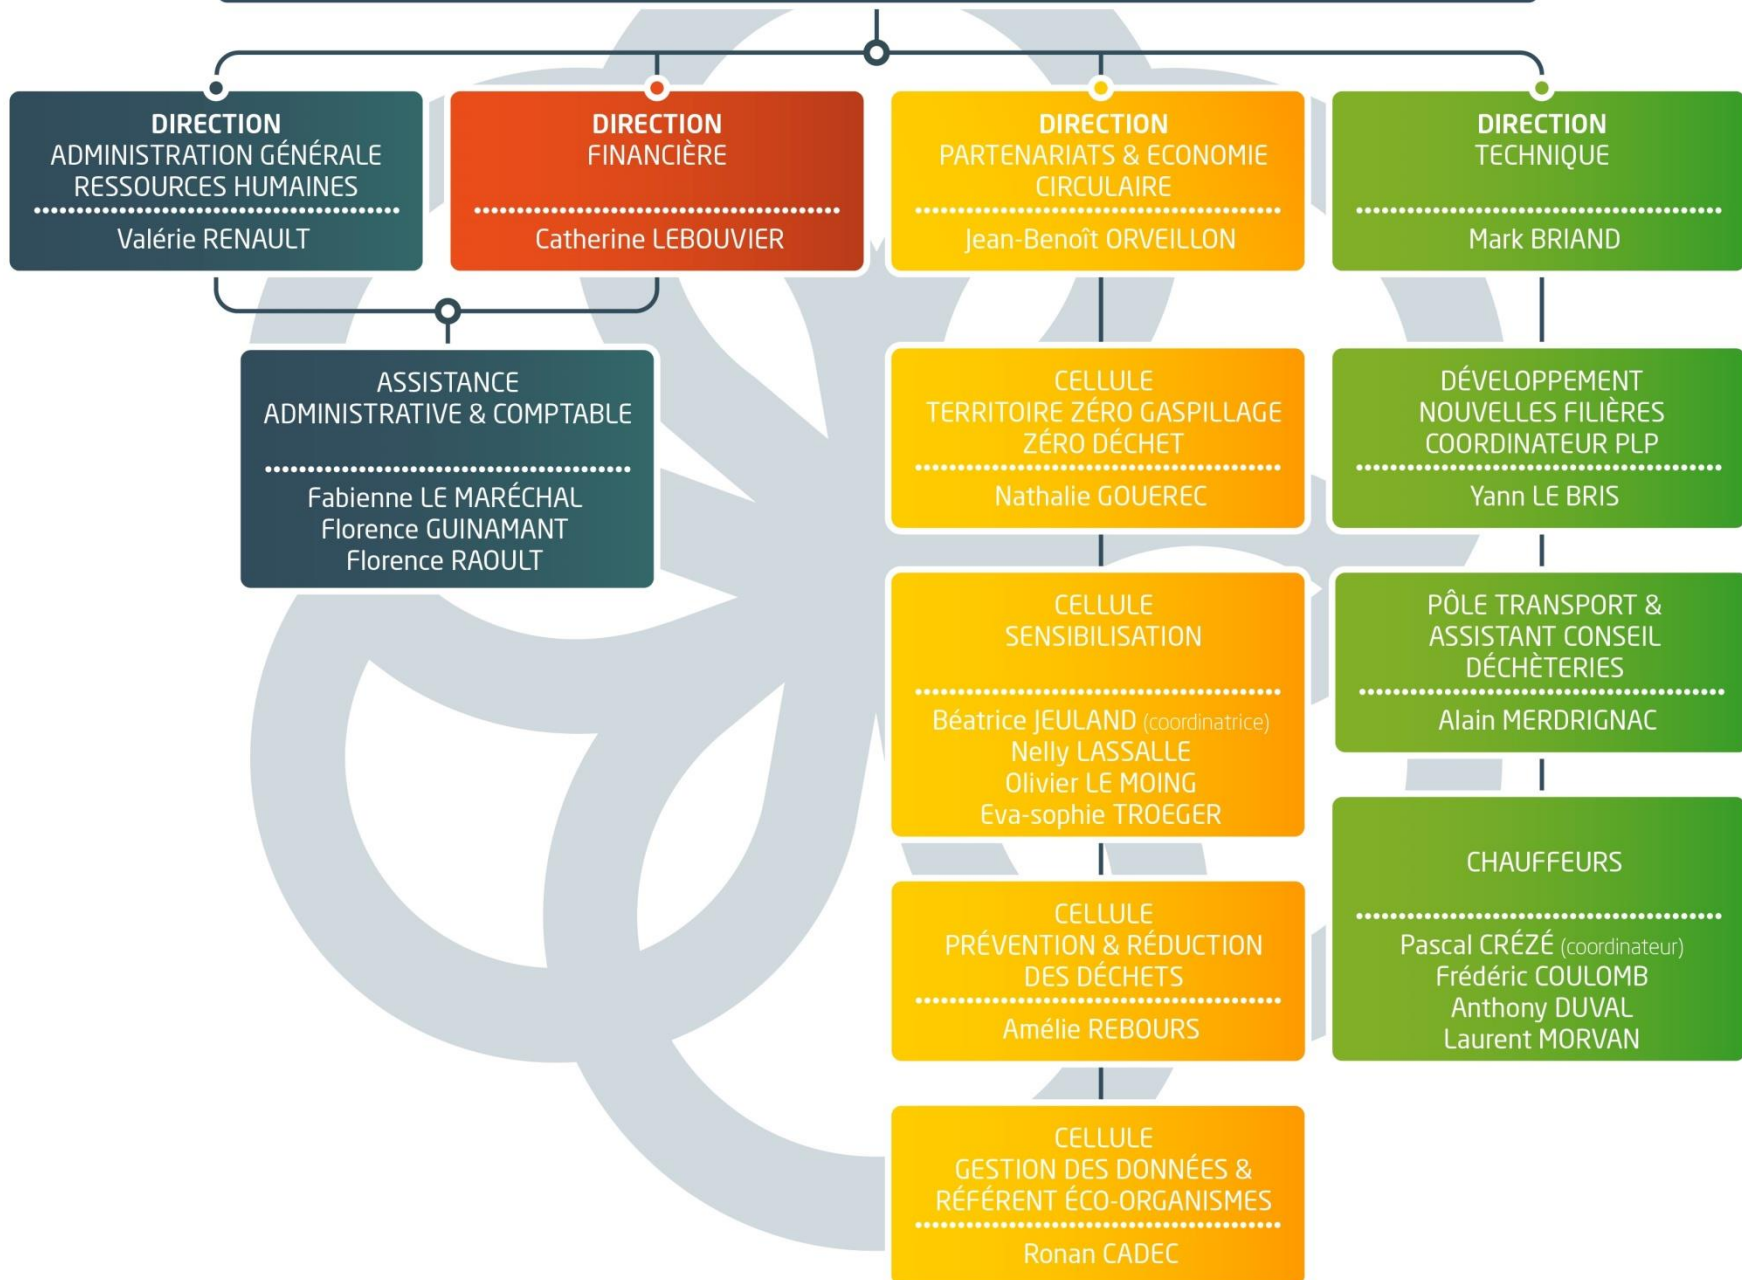 DIRECTION
ADMINISTRATION GÉNÉRALE
RESSOURCES HUMAINES
Valérie RENAULT
DIRECTION
FINANCIÈRE
Catherine LEBOUVIER
DIRECTION
PARTENARIATS & ECONOMIE
CIRCULAIRE
Jean-Benoît ORVEILLON
DIRECTION
TECHNIQUE
Mark BRIAND
ASSISTANCE
ADMINISTRATIVE & COMPTABLE
Fabienne LE MARÉCHAL
Florence GUINAMANT
Florence RAOULT
CELLULE
TERRITOIRE ZÉRO GASPILLAGE
ZÉRO DÉCHET
Nathalie GOUEREC
CELLULE
SENSIBILISATION
Béatrice JEULAND (coordinatrice)
Nelly LASSALLE
Olivier LE MOING
Eva-sophie TROEGER
CELLULE
PRÉVENTION & RÉDUCTION
DES DÉCHETS
Amélie REBOURS
CELLULE
GESTION DES DONNÉES &
RÉFÉRENT ÉCO-ORGANISMES
Ronan CADEC
DÉVELOPPEMENT
NOUVELLES FILIÈRES
COORDINATEUR PLP
Yann LE BRIS
PÔLE TRANSPORT &
ASSISTANT CONSEIL
DÉCHÈTERIES
Alain MERDRIGNAC
CHAUFFEURS
Pascal CRÉZÉ (coordinateur)
Frédéric COULOMB
Anthony DUVAL
Laurent MORVAN